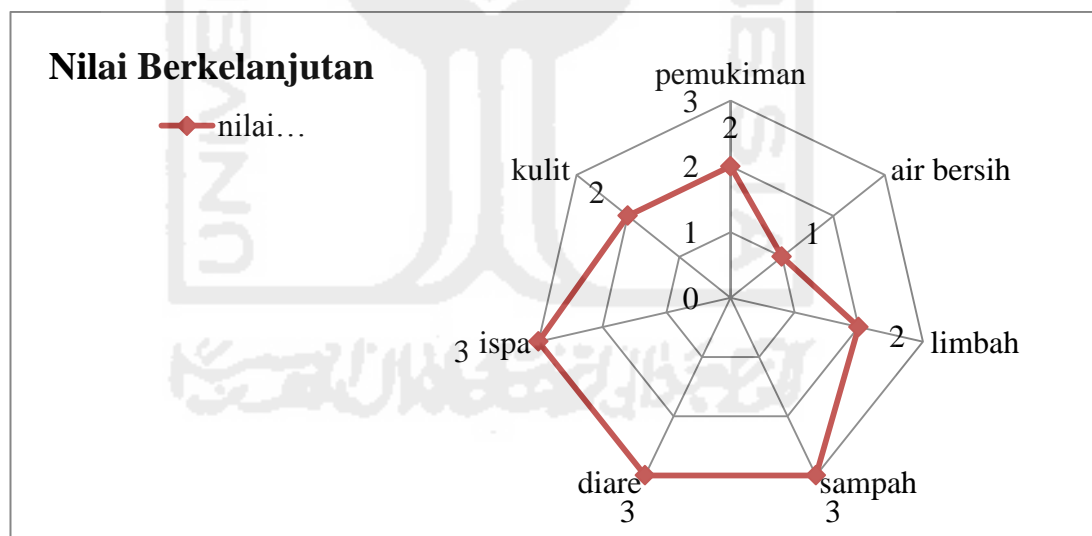 Nilai Berkelanjutan
nilai…
pemukiman
3
2
2
kulit
air bersih
2
1
1
0
3 ispa
2
limbah
diare
sampah
3
3